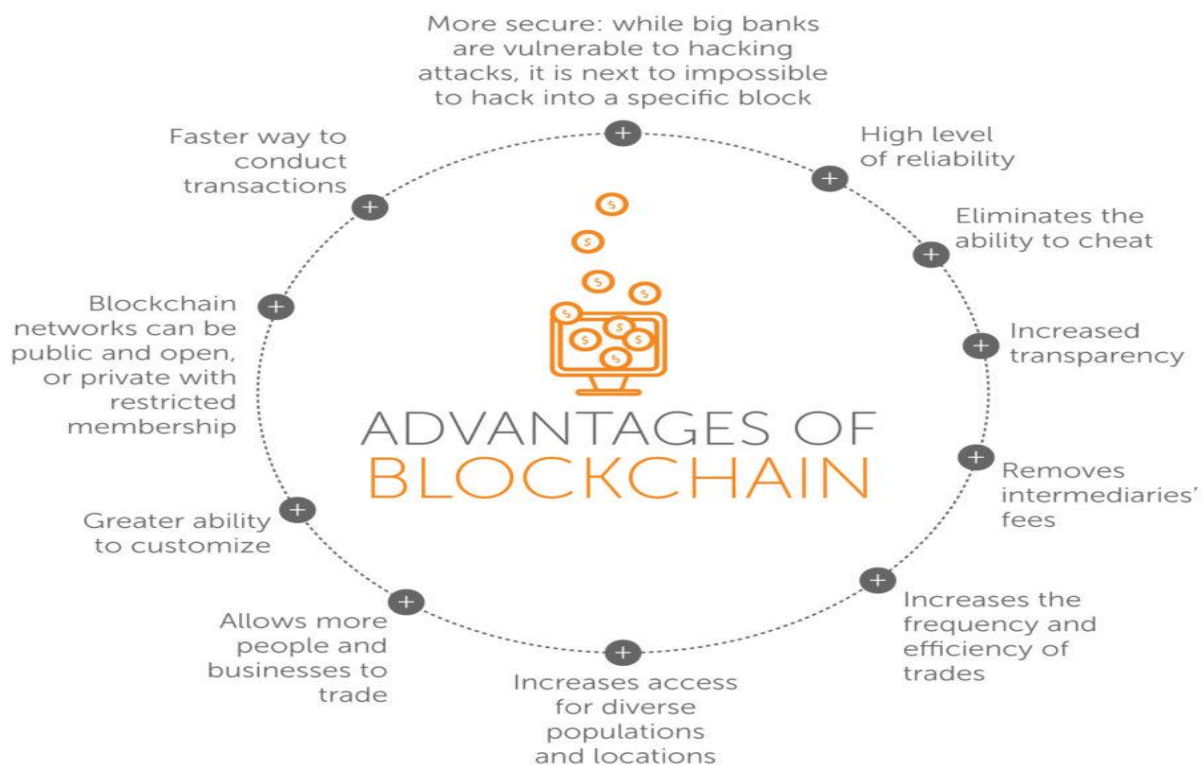 More secure: while big banks
are vulnerable to hacking
attacks, it is next to impossible
to hack into a specific block
High level
of reliability
Eliminates the
ability to cheat
Increased
transparency
Removes
intermediaries’
fees
Increases the
frequency and
efficiency of
trades
Increases access
for diverse
populations
and locations
Allows more
people and
businesses to
trade
Greater ability
to customize
Blockchain
networks can be
public and open,
or private with
restricted
membership
Faster way to
conduct
transactions
ADVANTAGES OF
BLOCKCHAIN